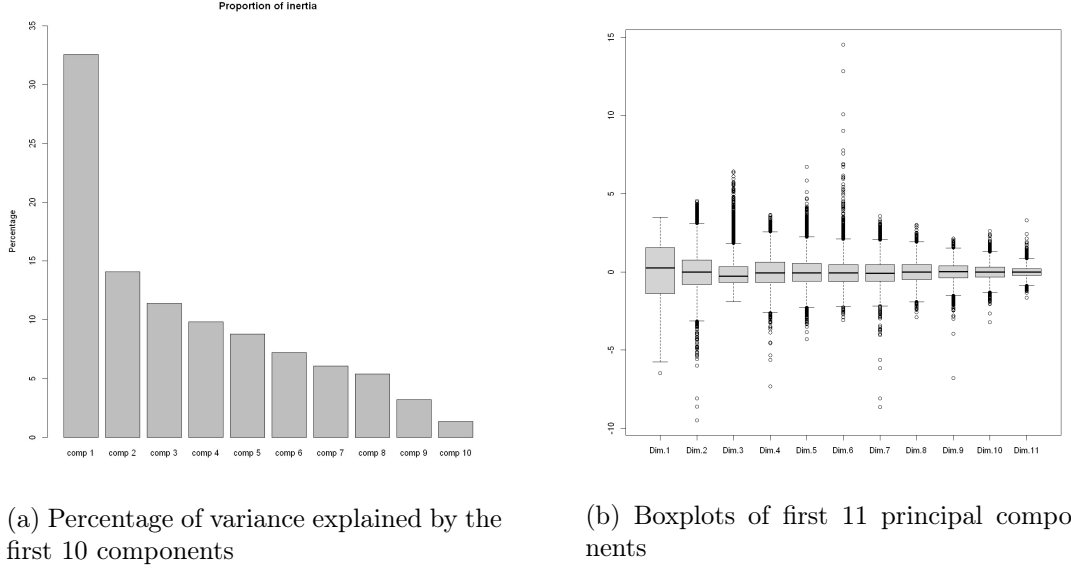 Proportion of inertia
Percentage
35
30
25
20
15
10
5
0
comp 1 comp 2 comp 3 comp 4 comp 5 comp 6 comp 7 comp 8 comp 9 comp 10
(a) Percentage of variance explained by the
first 10 components
15
10
5
0
-5
-10
Dim.1 Dim.2 Dim.3 Dim.4 Dim.5 Dim.6 Dim.7 Dim.8 Dim.9 Dim.10 Dim.11
(b) Boxplots of first 11 principal compo
nents